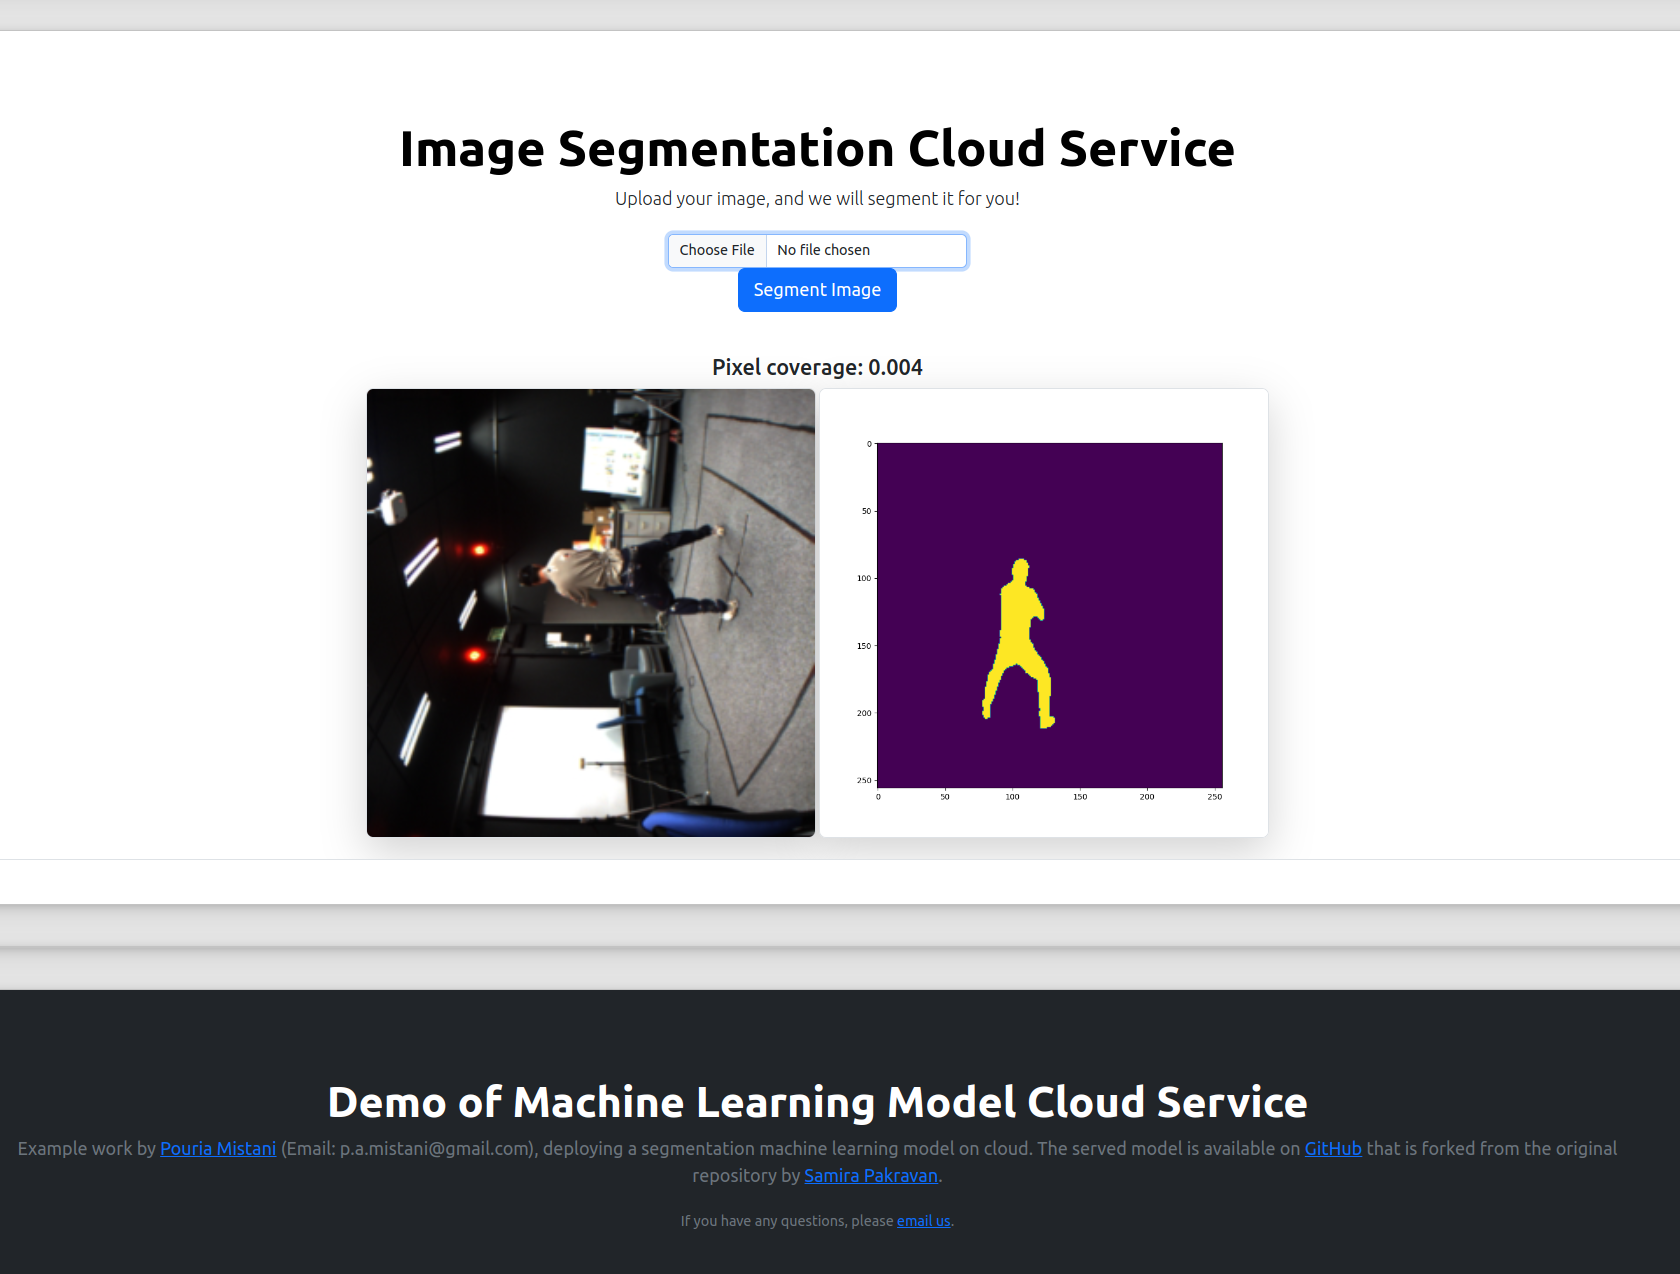 Image Segmentation Cloud Service
Upload your image, and we will segment it for you!
Choose File No file chosen
Segment Image
Pixel coverage: 0.004
0
50
100
150
200
250
0 50 100 150 200 250
Demo of Machine Learning Model Cloud Service
Example work by Pouria Mistani (Email: p.a.mistani@gmail.com), deploying a segmentation machine learning model on cloud. The served model is available on GitHub that is forked from the original
repository by Samira Pakravan.
If you have any questions, please email us.